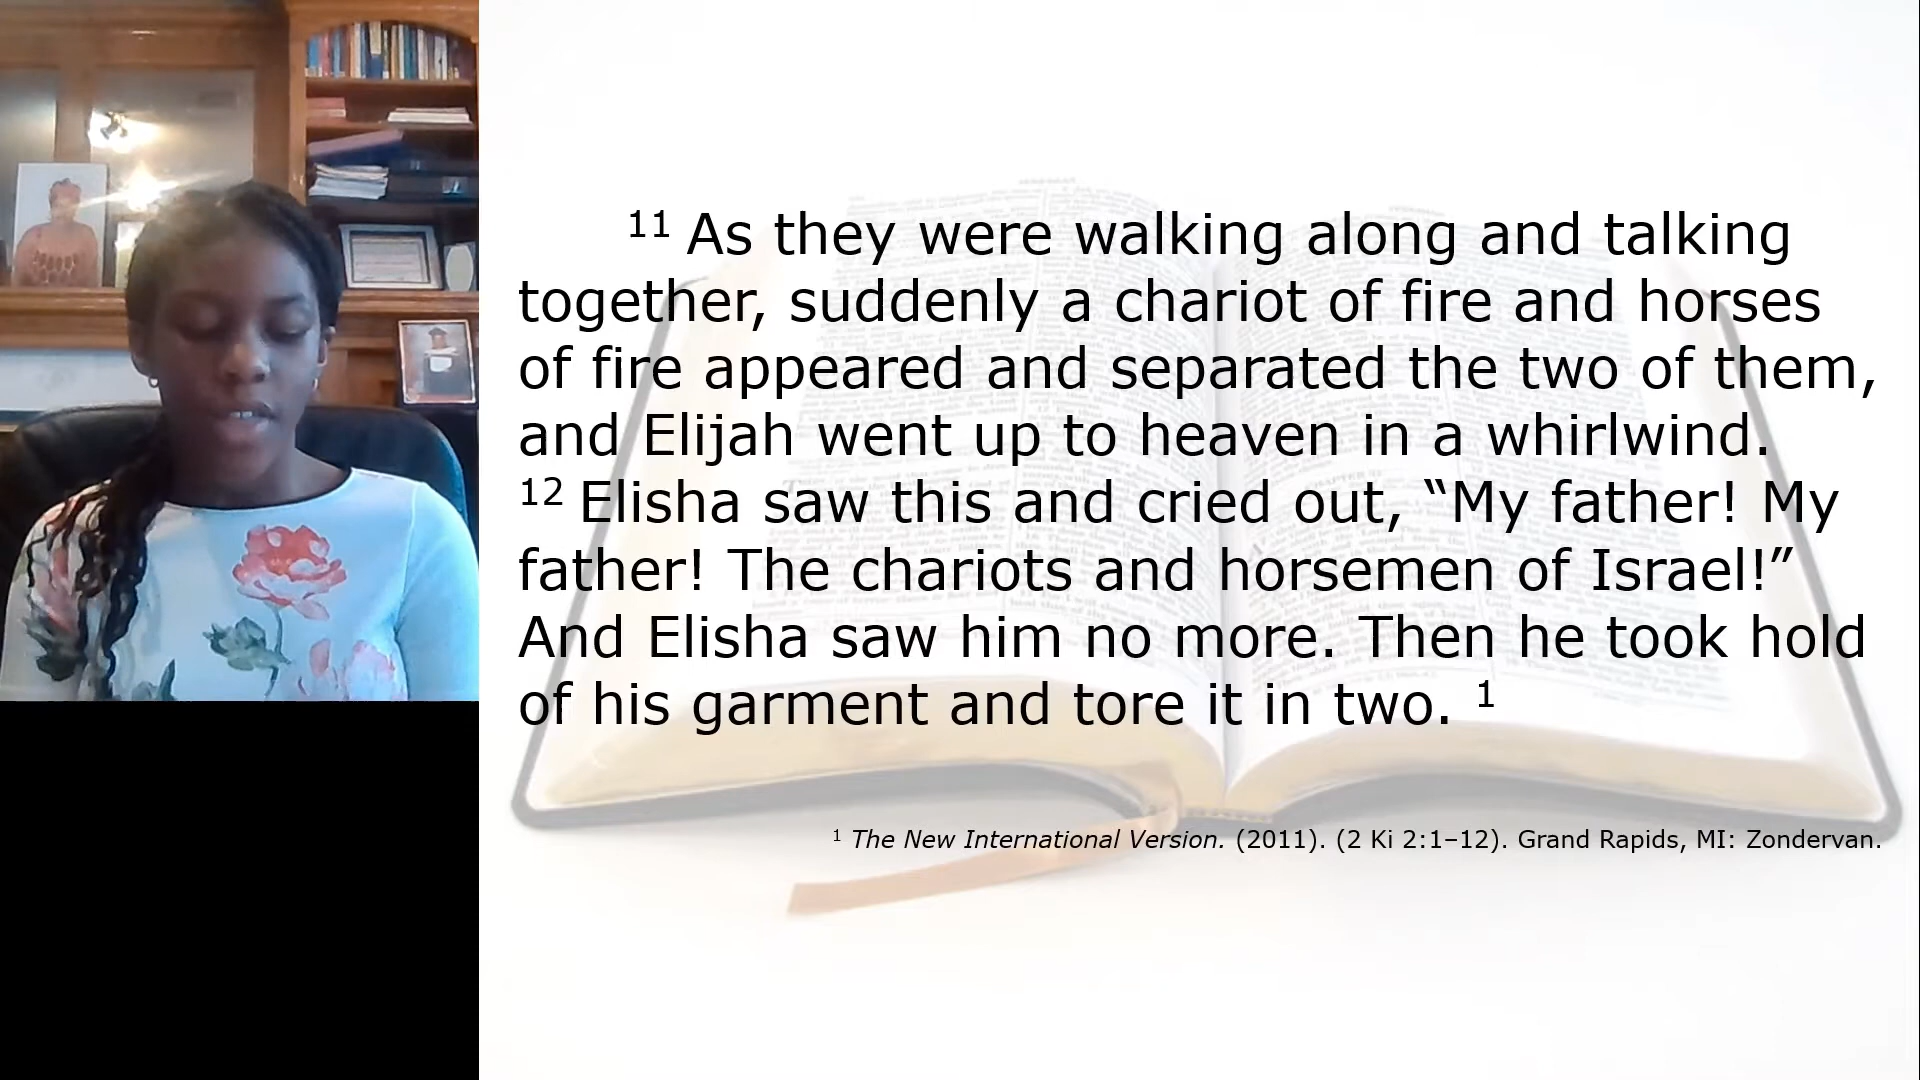 11 As they were walking along and talking
together, suddenly a chariot of fire and horses
of fire appeared and separated the two of them,
and Elijah went up to heaven in a whirlwind.
12 Elisha saw this and cried out, “My father! My
father! The chariots and horsemen of Israel!”
And Elisha saw him no more. Then he took hold
of his garment and tore it in two. 1
1 The New International Version. (2011). (2 Ki 2:1–12). Grand Rapids, MI: Zondervan.